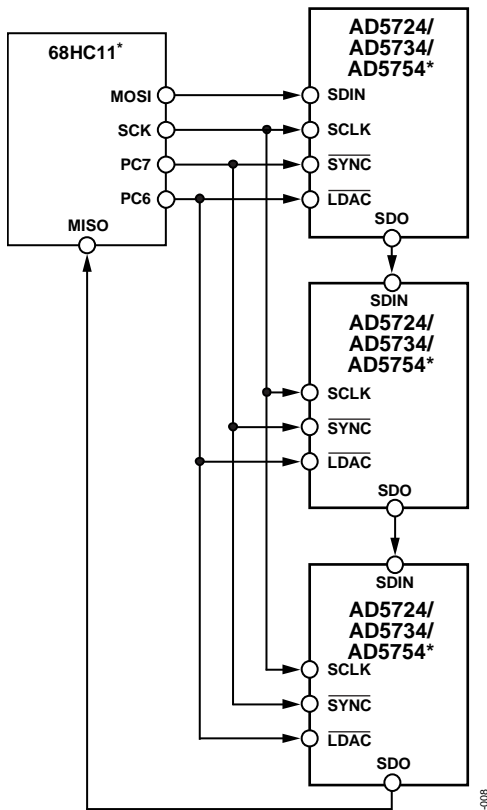 68HC11*
MOSI
SCK
PC7
PC6
MISO
AD5724/
AD5734/
AD5754*
SDIN
SCLK
SYNC
LDAC
SDO
SDIN
AD5724/
AD5734/
AD5754*
SCLK
SYNC
LDAC
SDO
SDIN
AD5724/
AD5734/
AD5754*
SCLK
SYNC
LDAC
SDO
-008